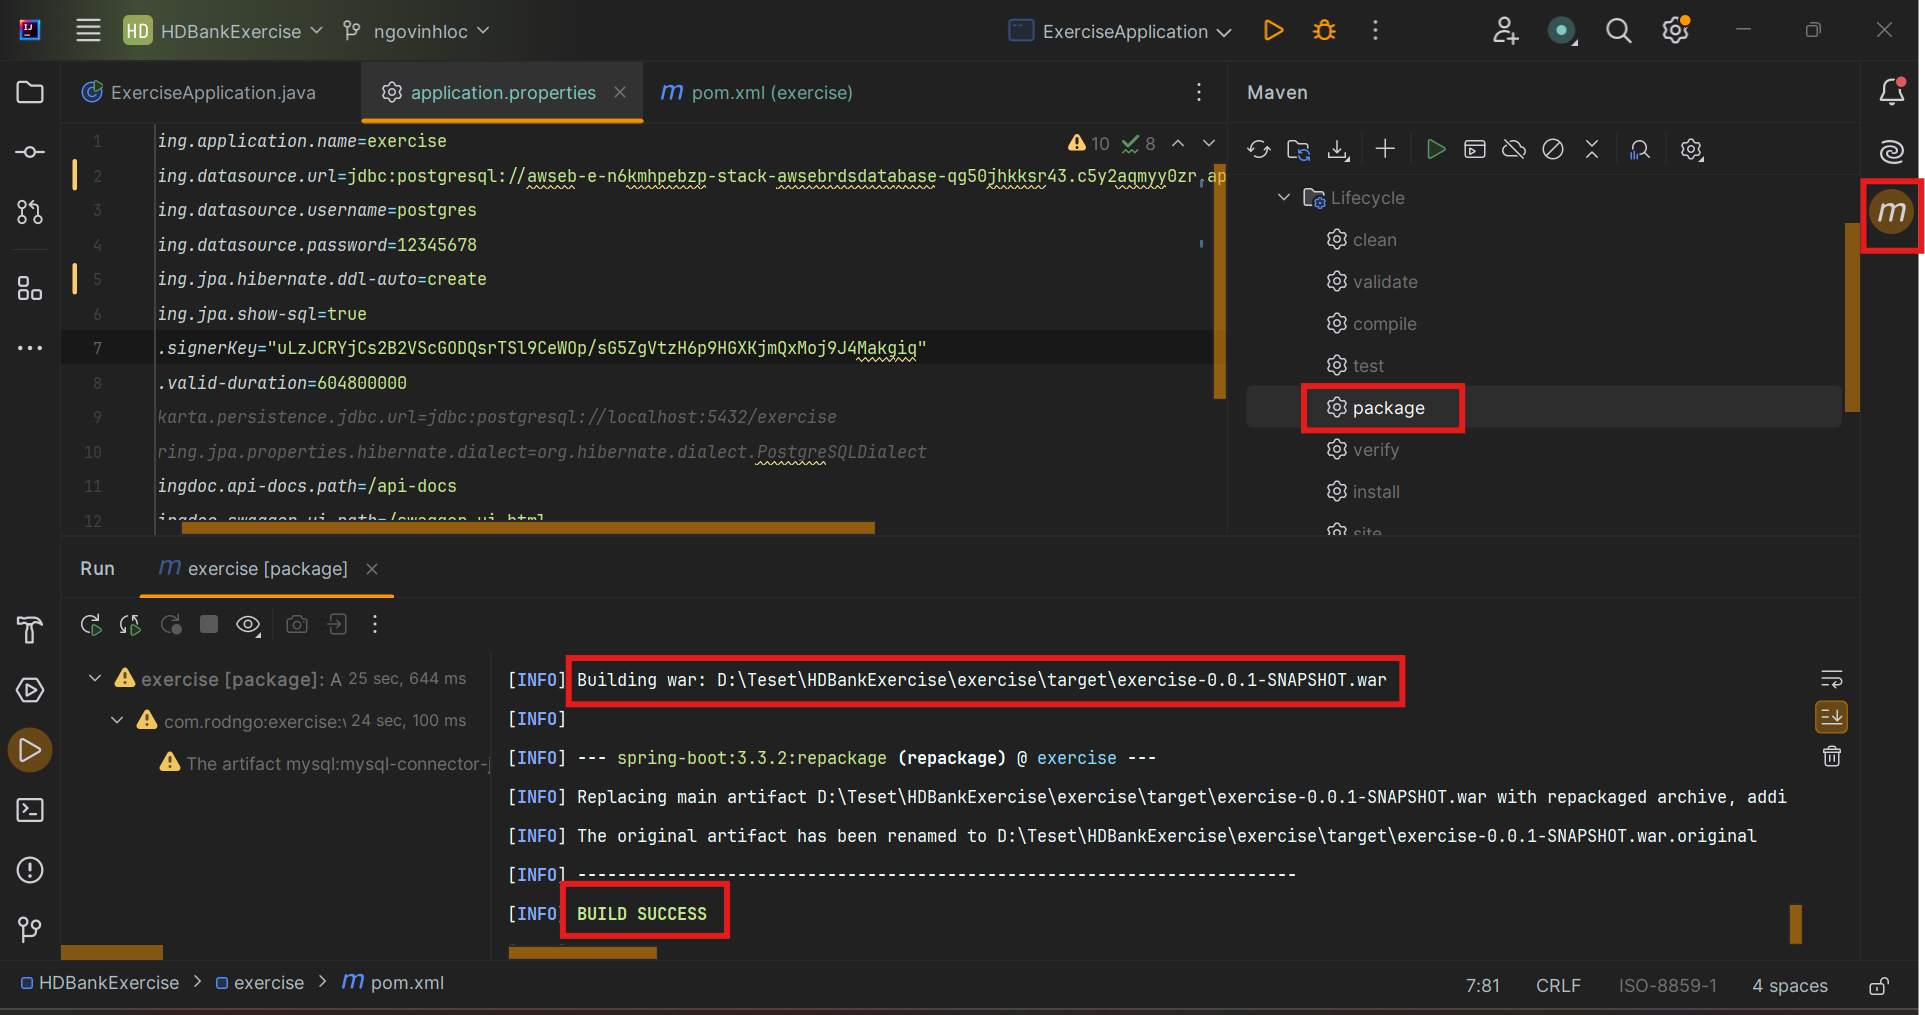 HD HDBankExercise ngovinhloc ExerciseApplication
ExerciseApplication.java application.properties m pom.xml (exercise) Maven
1 ing.application.name=exercise
10 8
2 ing.datasource.url=jdbc:postgresql://awseb-e-n6kmhpebzp-stack-awsebrdsdatabase-qg50jhkksr43.c5y2aqmyy0zr.ap
3 ing.datasource.username=postgres
4 ing.datasource.password=12345678
5 ing.jpa.hibernate.ddl-auto=create
6 ing.jpa.show-sql=true
7 .signerKey="uLzJCRYjCs2B2VScGODQsrTSl9CeWOp/sG5ZgVtzH6p9HGXKjmQxMoj9J4Makgiq"
8 .valid-duration=604800000
9 karta.persistence.jdbc.url=jdbc:postgresql://localhost:5432/exercise
10 ring.jpa.properties.hibernate.dialect=org.hibernate.dialect.PostgreSQLDialect
11 ingdoc.api-docs.path=/api-docs
12 ingdoc.swagger-ui.path=/swagger-ui.html
Lifecycle
clean
validate
compile
test
package
verify
install
site
m
Run m exercise [package]
exercise [package]: A 25 sec, 644 ms
com.rodngo:exercise:v 24 sec, 100 ms
The artifact mysql:mysql-connector-j
[INFO] Building war: D:\Teset\HDBankExercise\exercise\target\exercise-0.0.1-SNAPSHOT.war
[INFO]
[INFO] --- spring-boot:3.3.2:repackage (repackage) @ exercise ---
[INFO] Replacing main artifact D:\Teset\HDBankExercise\exercise\target\exercise-0.0.1-SNAPSHOT.war with repackaged archive, addi
[INFO] The original artifact has been renamed to D:\Teset\HDBankExercise\exercise\target\exercise-0.0.1-SNAPSHOT.war.original
[INFO] ------------------------------------------------------------------------
[INFO] BUILD SUCCESS
HDBankExercise > exercise > m pom.xml
7:81 CRLF ISO-8859-1 4 spaces